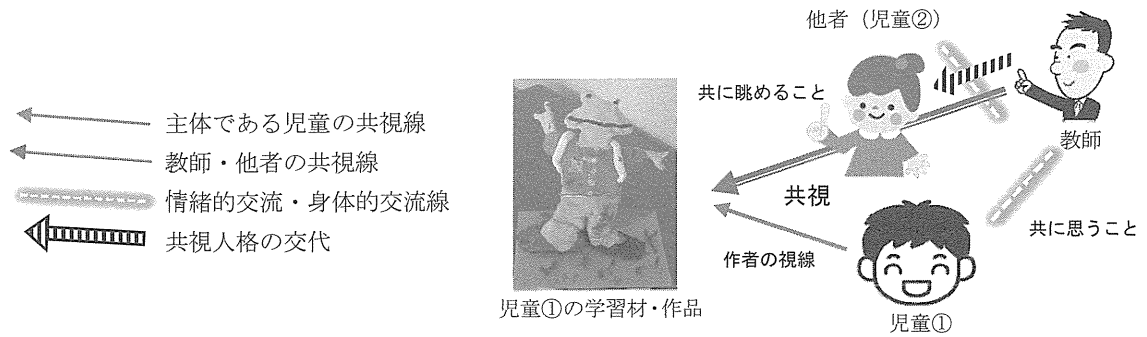 主体である児童の共視線
教師・他者の共視線
情緒的交流・身体的交流線
共視人格の交代
他者（児童②）
共に眺めること
教師
共視
共に思うこと
作者の視線
児童①の学習材・作品
児童①